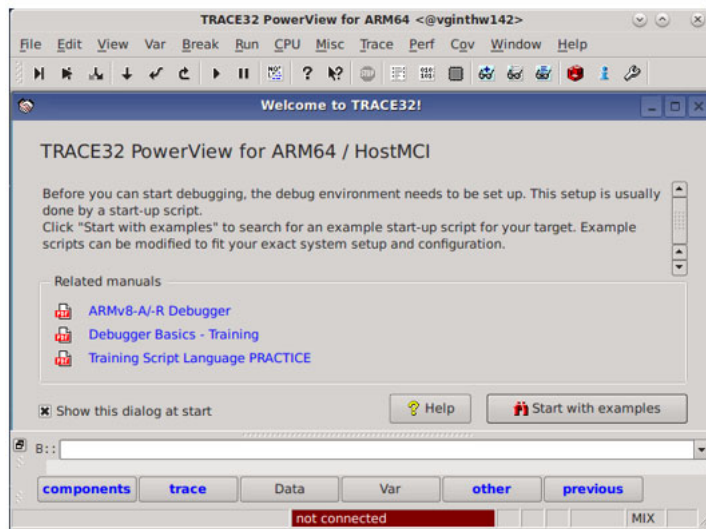 TRACE32 PowerView for ARM64 <@vginthw142>
File Edit View Var Break Run CPU Misc Trace Perf Cov Window Help
Welcome to TRACE32!
TRACE32 PowerView for ARM64 / HostMCI
Before you can start debugging, the debug environment needs to be set up. This setup is usually
done by a start-up script.
Click "Start with examples" to search for an example start-up script for your target. Example
scripts can be modified to fit your exact system setup and configuration.
Related manuals
ARMv8-A/-R Debugger
Debugger Basics - Training
Training Script Language PRACTICE
Show this dialog at start
Help
Start with examples
B::
components trace Data Var other previous
not connected MIX